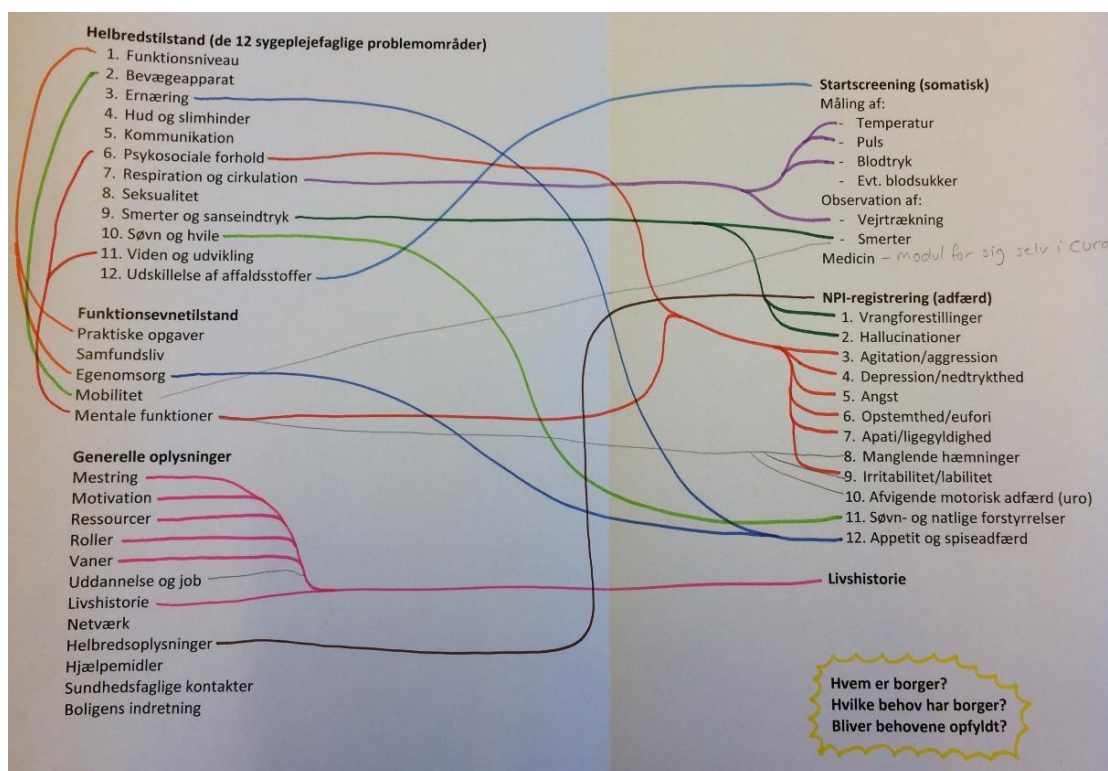 Helbredstilstand (de 12 sygeplejefaglige problemområder)
1. Funktionsniveau
2. Bevægeapparat
3. Ernæring
4. Hud og slimhinder
5. Kommunikation
6. Psykosociale forhold
7. Respiration og cirkulation
8. Seksualitet
9. Smerter og sanseindtryk
10. Søvn og hvile
11. Viden og udvikling
12. Udskillelse af affaldsstoffer
Funktionsevnetilstand
Praktiske opgaver
Samfundsliv
Egenomsorg
Mobilitet
Mentale funktioner
Generelle oplysninger
Mestring
Motivation
Ressourcer
Roller
Vaner
Uddannelse og job
Livshistorie
Netværk
Helbredsoplysninger
Hjælpemidler
Sundhedsfaglige kontakter
Boligens indretning
Startscreening (somatisk)
Måling af:
- Temperatur
- Puls
- Blodtryk
- Evt. blodsukker
Observation af:
- Vejrtrækning
- Smerter
Medicin - modul for sig selv i Cura
NPI-registrering (adfærd)
1. Vrangforestillinger
2. Hallucinationer
3. Agitation/aggression
4. Depression/nedtrykthed
5. Angst
6. Opstemthed/eufori
7. Apati/ligegyldighed
8. Manglende hæmninger
9. Irritabilitet/labilitet
10. Afvigende motorisk adfærd (uro)
11. Søvn- og natlige forstyrrelser
12. Appetit og spiseadfærd
Livshistorie
Hvem er borger?
Hvilke behov har borger?
Bliver behovene opfyldt?